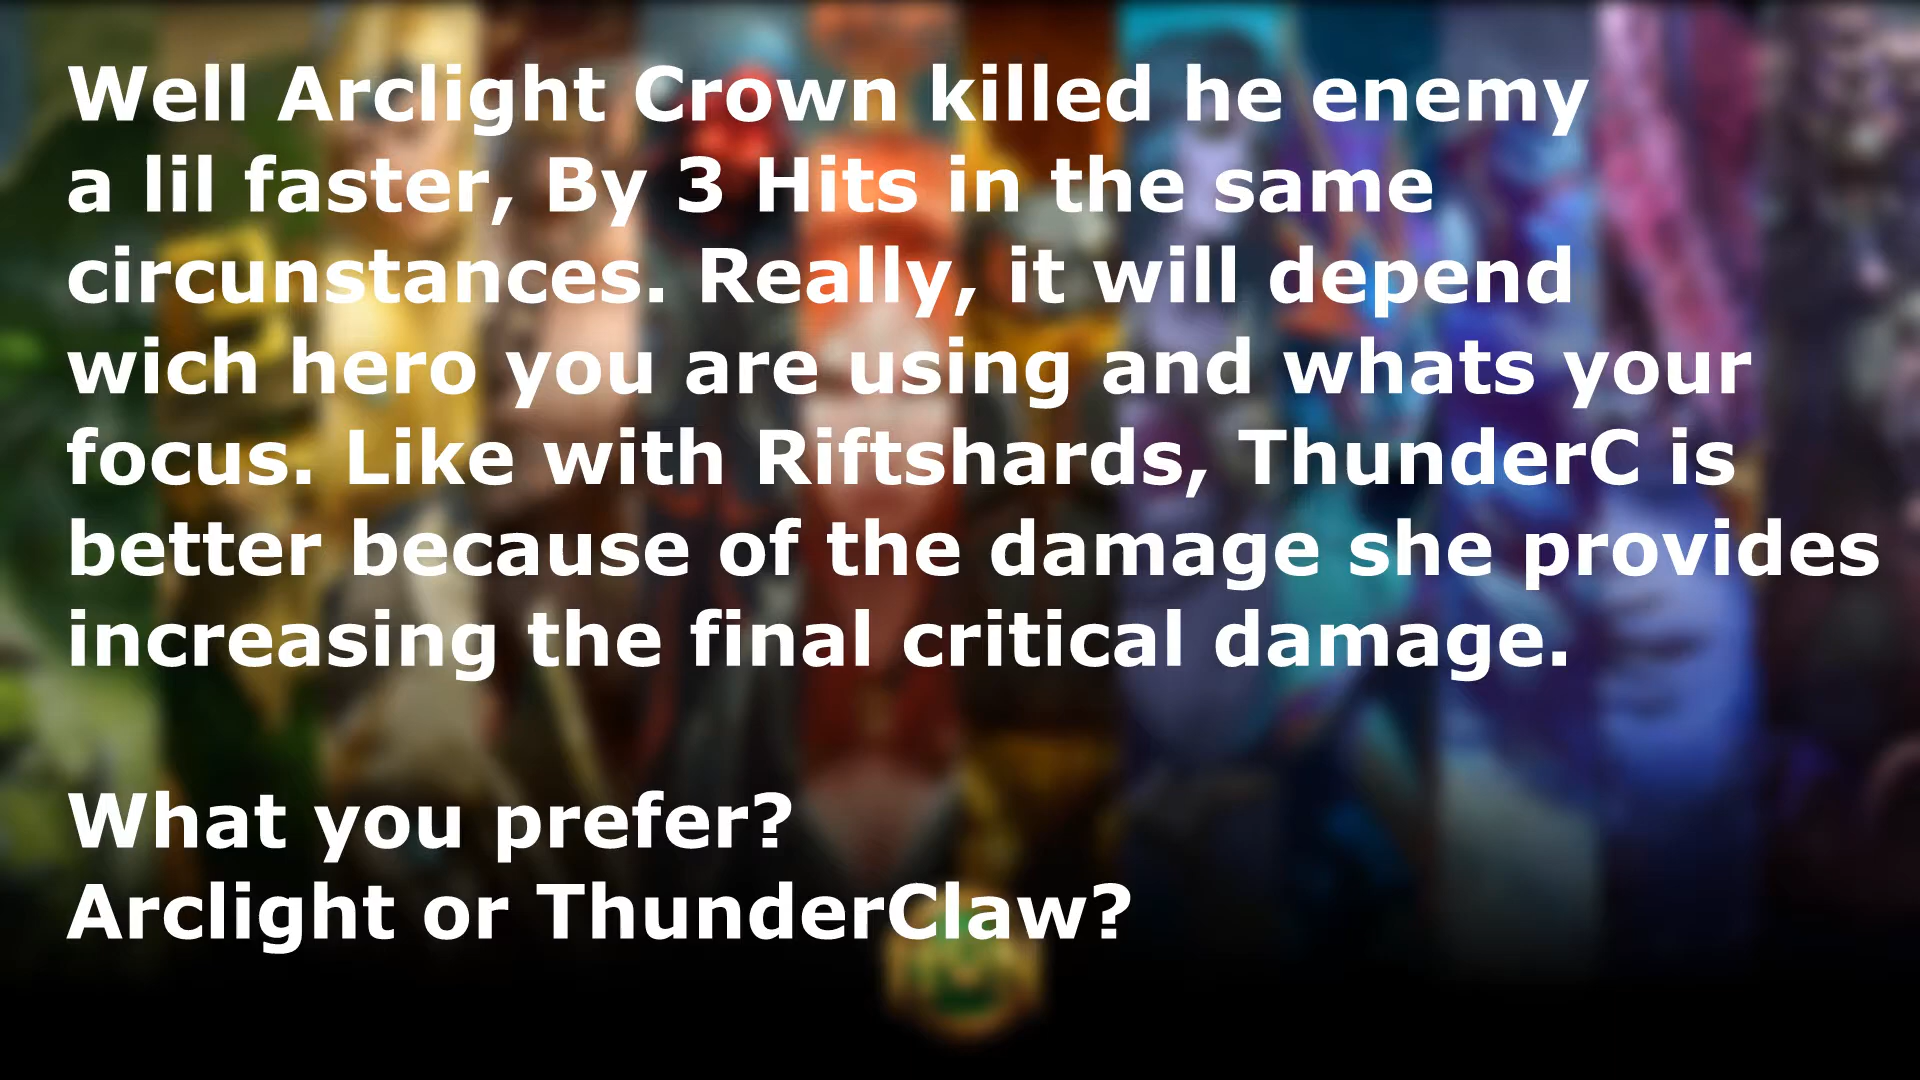 Well Arclight Crown killed he enemy
a lil faster, By 3 Hits in the same
circunstances. Really, it will depend
wich hero you are using and whats your
focus. Like with Riftshards, ThunderC is
better because of the damage she provides
increasing the final critical damage.
What you prefer?
Arclight or ThunderClaw?